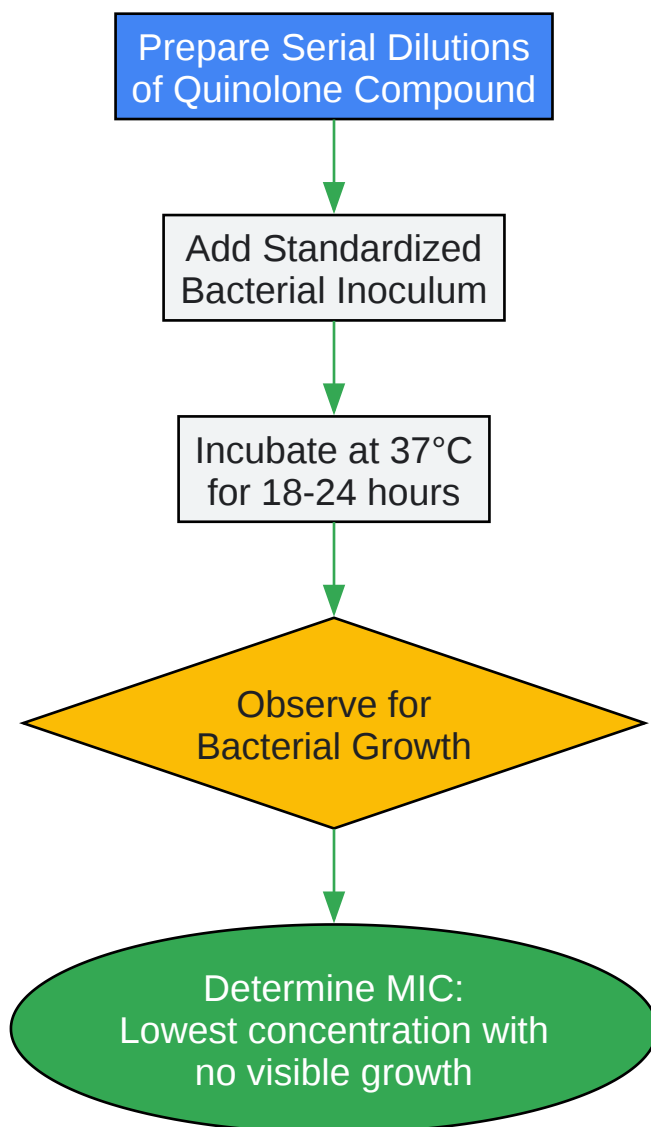 Prepare Serial Dilutions
of Quinolone Compound
Add Standardized
Bacterial Inoculum
Incubate at 37°C
for 18-24 hours
Observe for
Bacterial Growth
Determine MIC:
Lowest concentration with
no visible growth